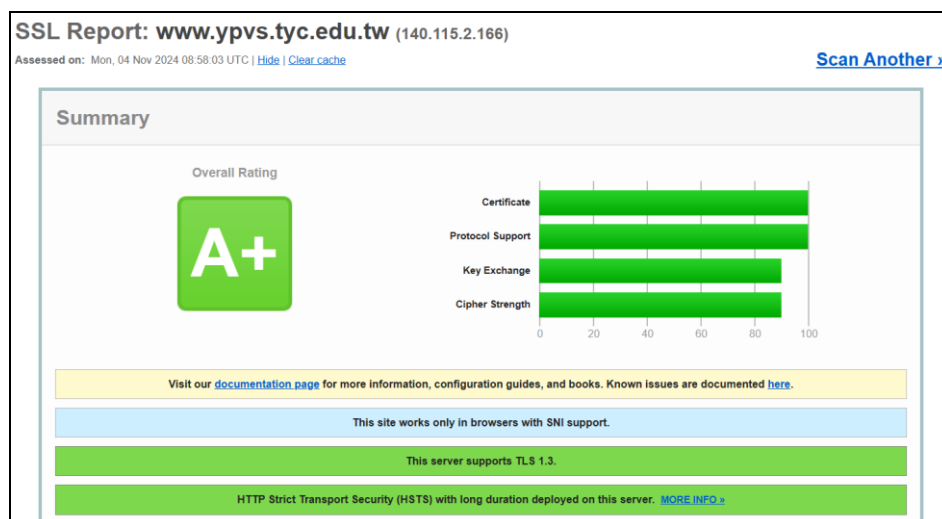 SSL Report: www.ypvs.tyc.edu.tw (140.115.2.166)
Assessed on: Mon, 04 Nov 2024 08:58:03 UTC | Hide | Clear cache
Scan Another »
Summary
Overall Rating
A+
Certificate
Protocol Support
Key Exchange
Cipher Strength
0 20 40 60 80 100
Visit our documentation page for more information, configuration guides, and books. Known issues are documented here.
This site works only in browsers with SNI support.
This server supports TLS 1.3.
HTTP Strict Transport Security (HSTS) with long duration deployed on this server. MORE INFO »